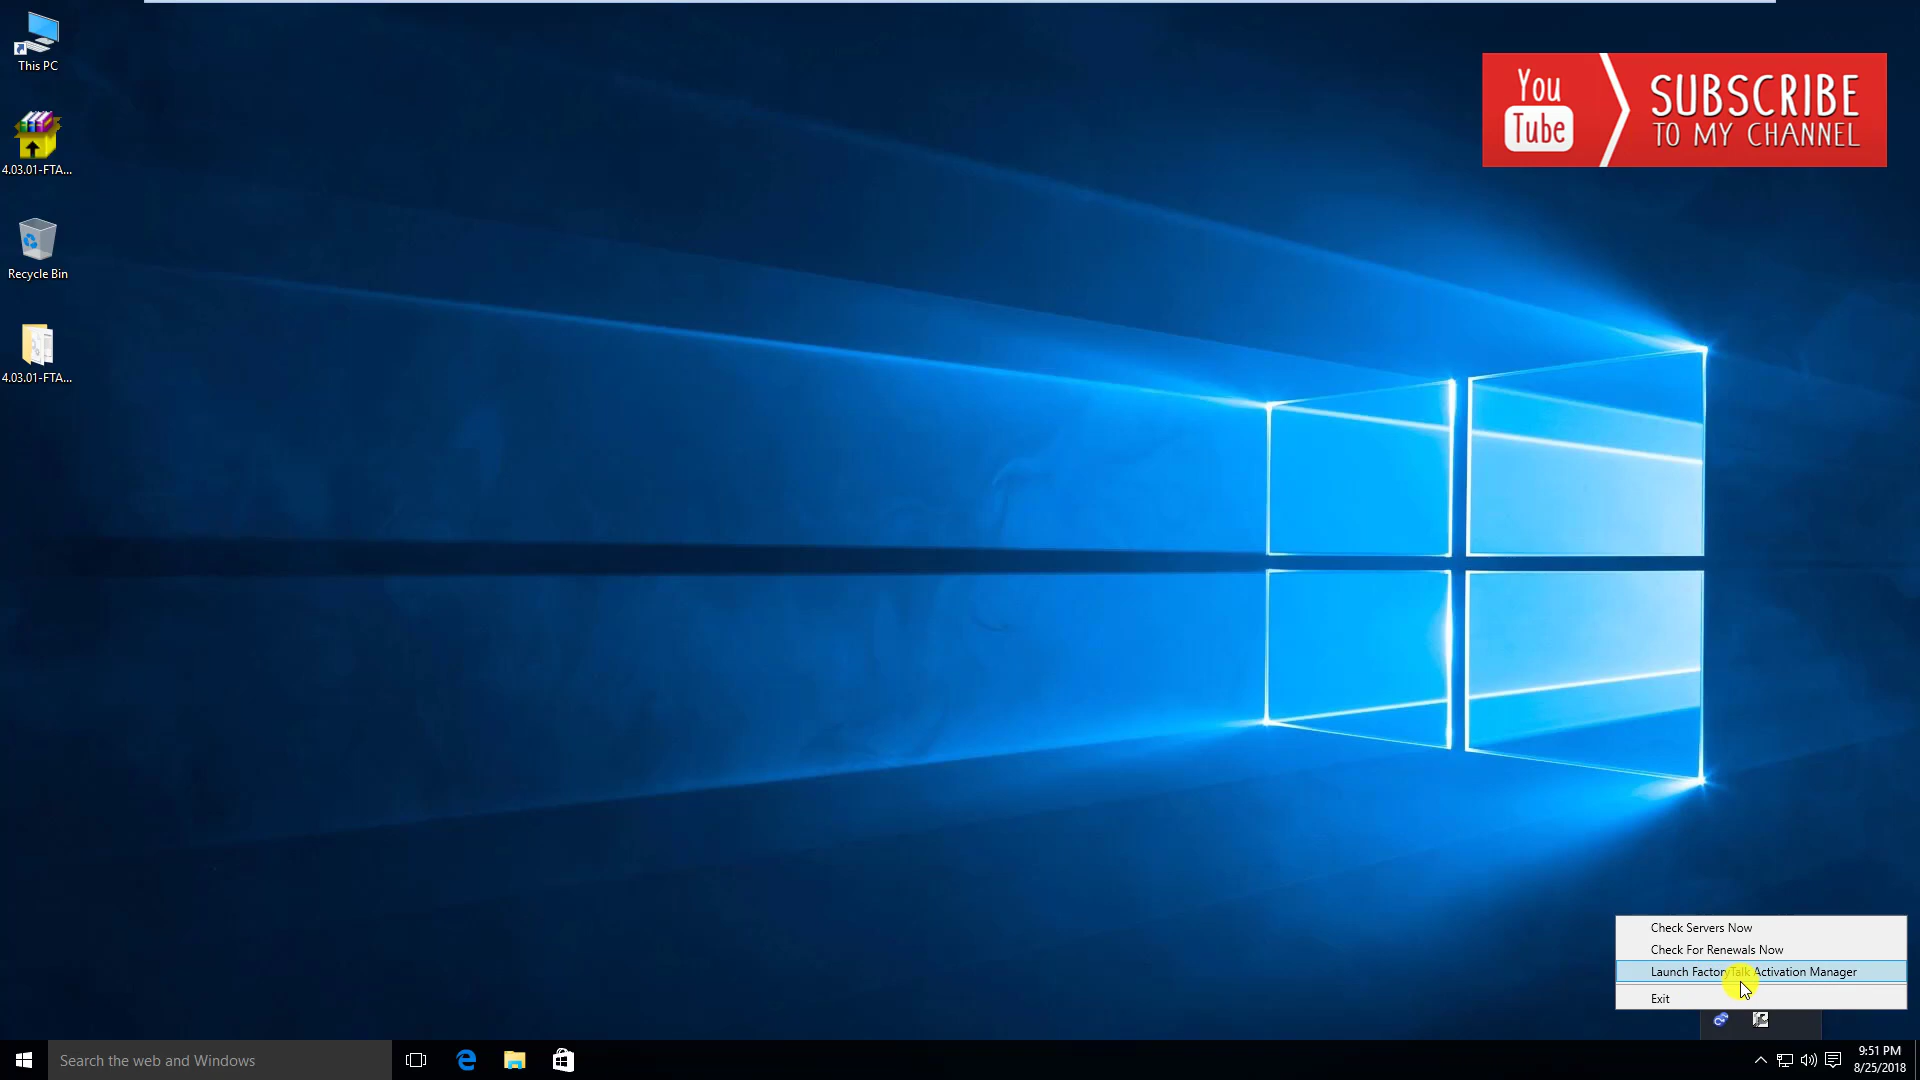 This PC
4.03.01-FTA...
Recycle Bin
4.03.01-FTA...
You
Tube
SUBSCRIBE
TO MY CHANNEL
Check Servers Now
Check For Renewals Now
Launch FactoryTalk Activation Manager
Exit
Search the web and Windows
9:51 PM
8/25/2018